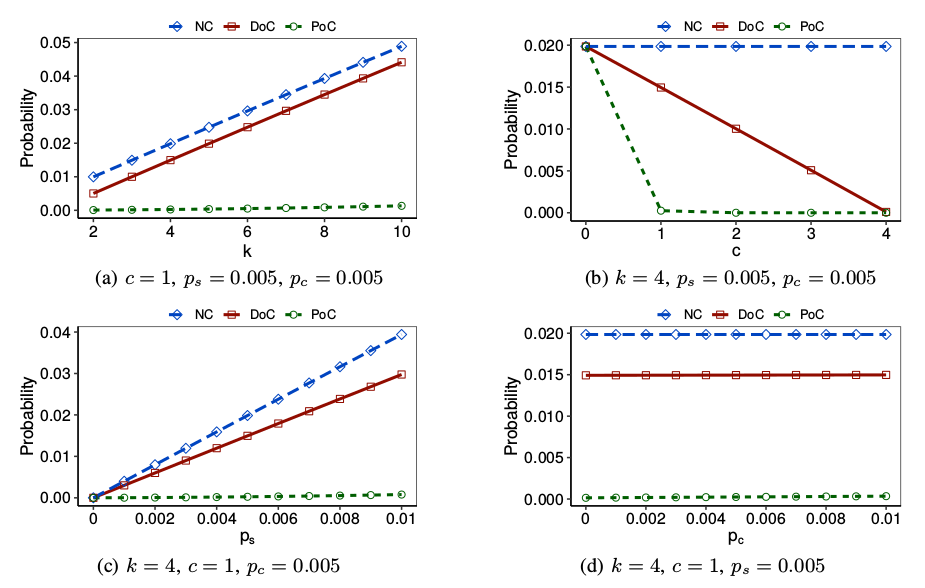 NC DoC PoC
0.05
0.04
0.03
0.02
0.01
0.00
Probability
2 4 6 8 10
k
(a) c = 1, pₛ = 0.005, p_c = 0.005
NC DoC PoC
0.020
0.015
0.010
0.005
0.000
Probability
0 1 2 3 4
c
(b) k = 4, pₛ = 0.005, p_c = 0.005
NC DoC PoC
0.04
0.03
0.02
0.01
0.00
Probability
0 0.002 0.004 0.006 0.008 0.01
pₛ
(c) k = 4, c = 1, p_c = 0.005
NC DoC PoC
0.020
0.015
0.010
0.005
0.000
Probability
0 0.002 0.004 0.006 0.008 0.01
p_c
(d) k = 4, c = 1, pₛ = 0.005